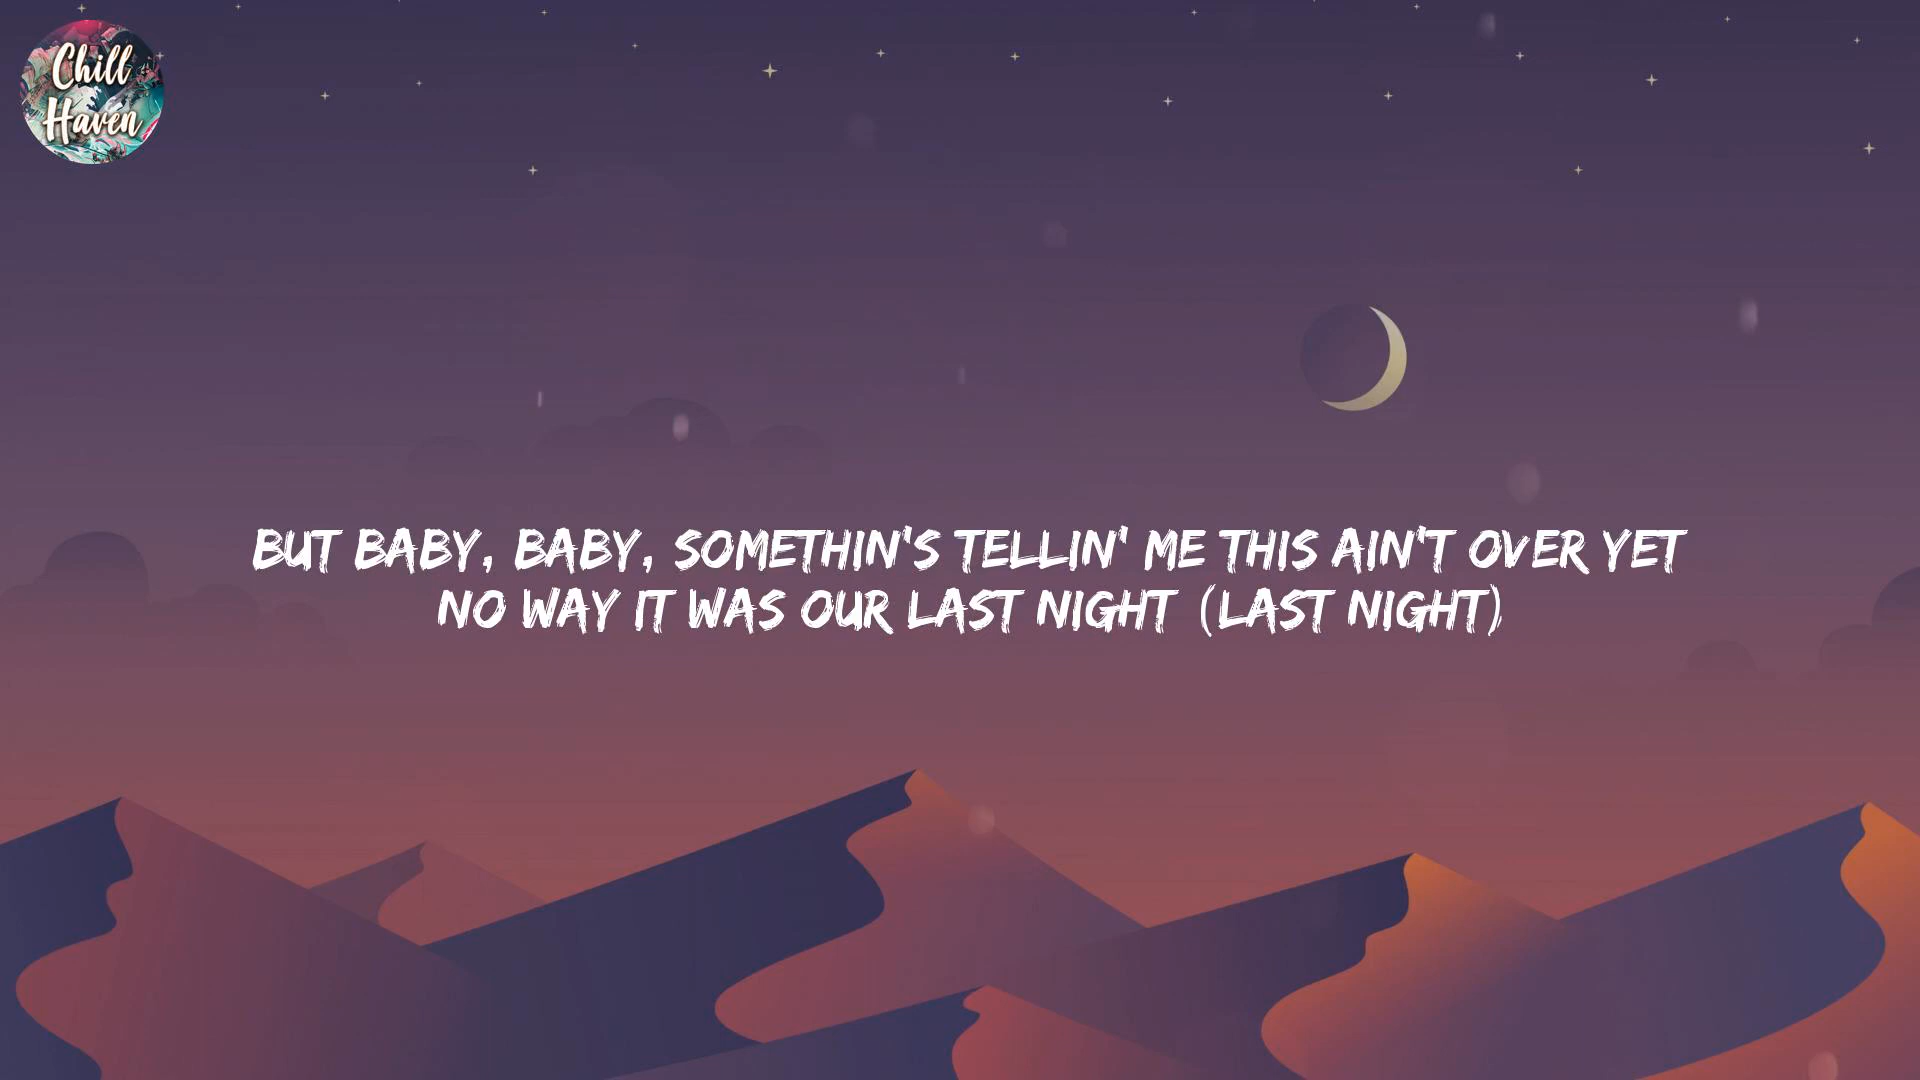 Chill
Haven
BUT BABY, BABY, SOMETHIN'S TELLIN' ME THIS AIN'T OVER YET
NO WAY IT WAS OUR LAST NIGHT (LAST NIGHT)